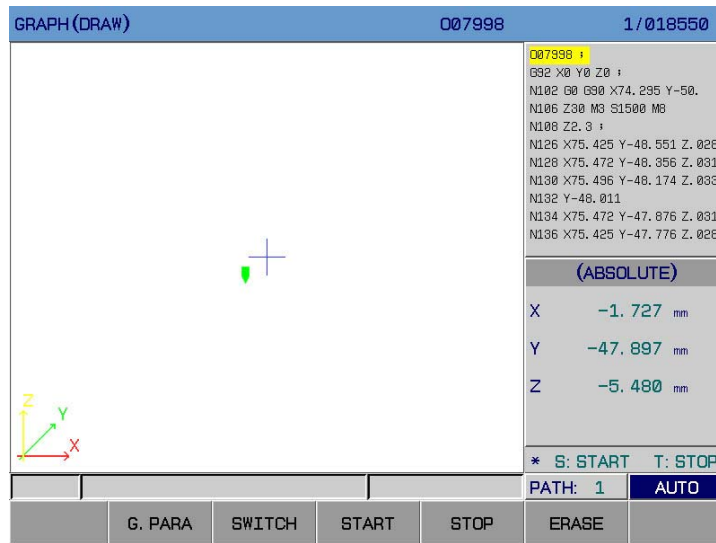 GRAPH(DRAW) O07998 1/018550
O07998 ;
G92 X0 Y0 Z0 ;
N102 G0 G90 X74.295 Y-50.
N106 Z30 M3 S1500 M8
N108 Z2.3 ;
N126 X75.425 Y-48.551 Z.028
N128 X75.472 Y-48.356 Z.031
N130 X75.496 Y-48.174 Z.033
N132 Y-48.011
N134 X75.472 Y-47.876 Z.031
N136 X75.425 Y-47.776 Z.028
(ABSOLUTE)
X -1.727 mm
Y -47.897 mm
Z -5.480 mm
Z
Y
X
* S:START T:STOP
PATH: 1 AUTO
G.PARA SWITCH START STOP ERASE